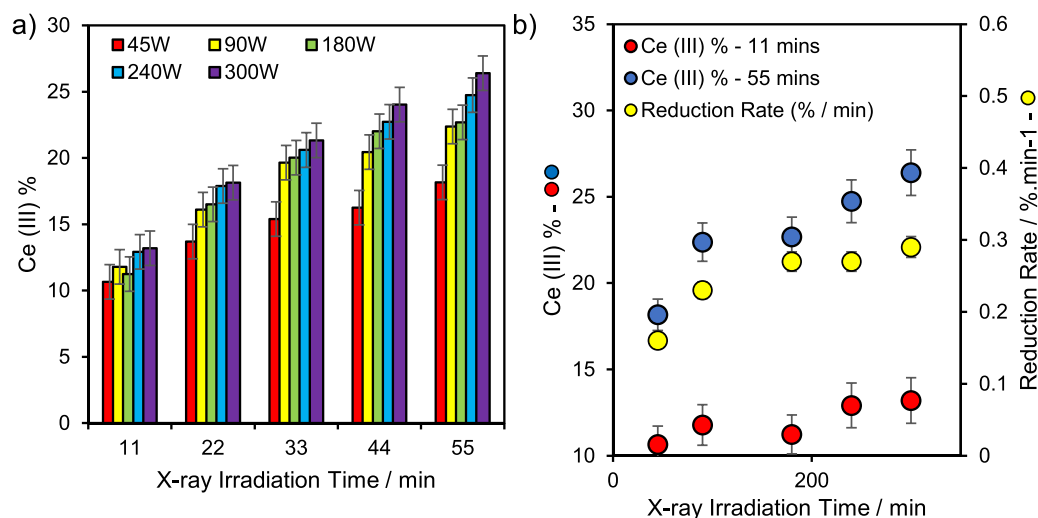 a)
30
25
20
15
10
5
0
Ce (III) %
45W 90W 180W
240W 300W
11 22 33 44 55
X-ray Irradiation Time / min
b)
35
30
25
20
15
10
Ce (III) % -
Ce (III) % - 11 mins
Ce (III) % - 55 mins
Reduction Rate (% / min)
0.6
0.5
0.4
0.3
0.2
0.1
0
Reduction Rate / %.min-1 -
0 200
X-ray Irradiation Time / min